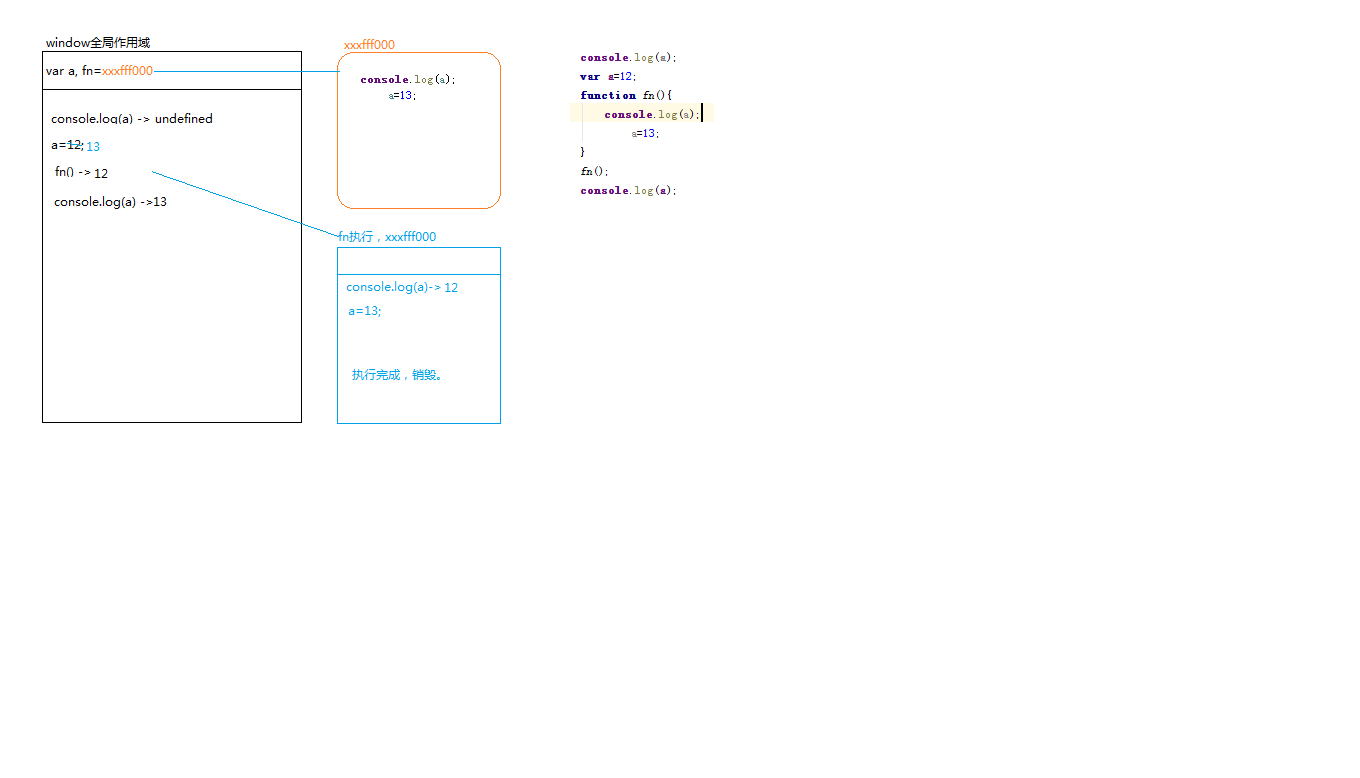 window全局作用域
var a, fn=xxxfff000
console.log(a) -> undefined
a=12; 13
fn() -> 12
console.log(a) ->13
xxxfff000
console.log(a);
a=13;
fn执行，xxxfff000
console.log(a)-> 12
a=13;
执行完成，销毁。
console.log(a);
var a=12;
function fn(){
console.log(a);
a=13;
}
fn();
console.log(a);